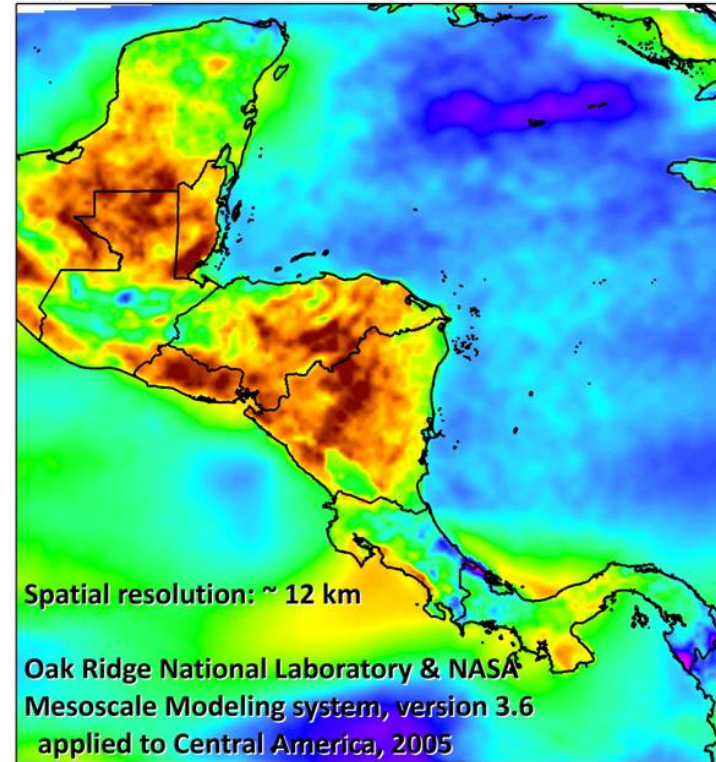 Spatial resolution: ~ 12 km
Oak Ridge National Laboratory & NASA
Mesoscale Modeling system, version 3.6
applied to Central America, 2005